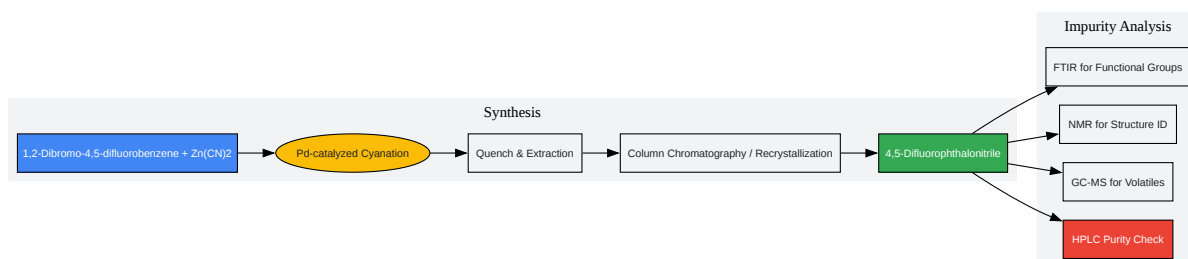 Impurity Analysis
FTIR for Functional Groups
Synthesis
NMR for Structure ID
1,2-Dibromo-4,5-difluorobenzene + Zn(CN)2
Pd-catalyzed Cyanation
Quench & Extraction
Column Chromatography / Recrystallization
4,5-Difluorophthalonitrile
GC-MS for Volatiles
HPLC Purity Check